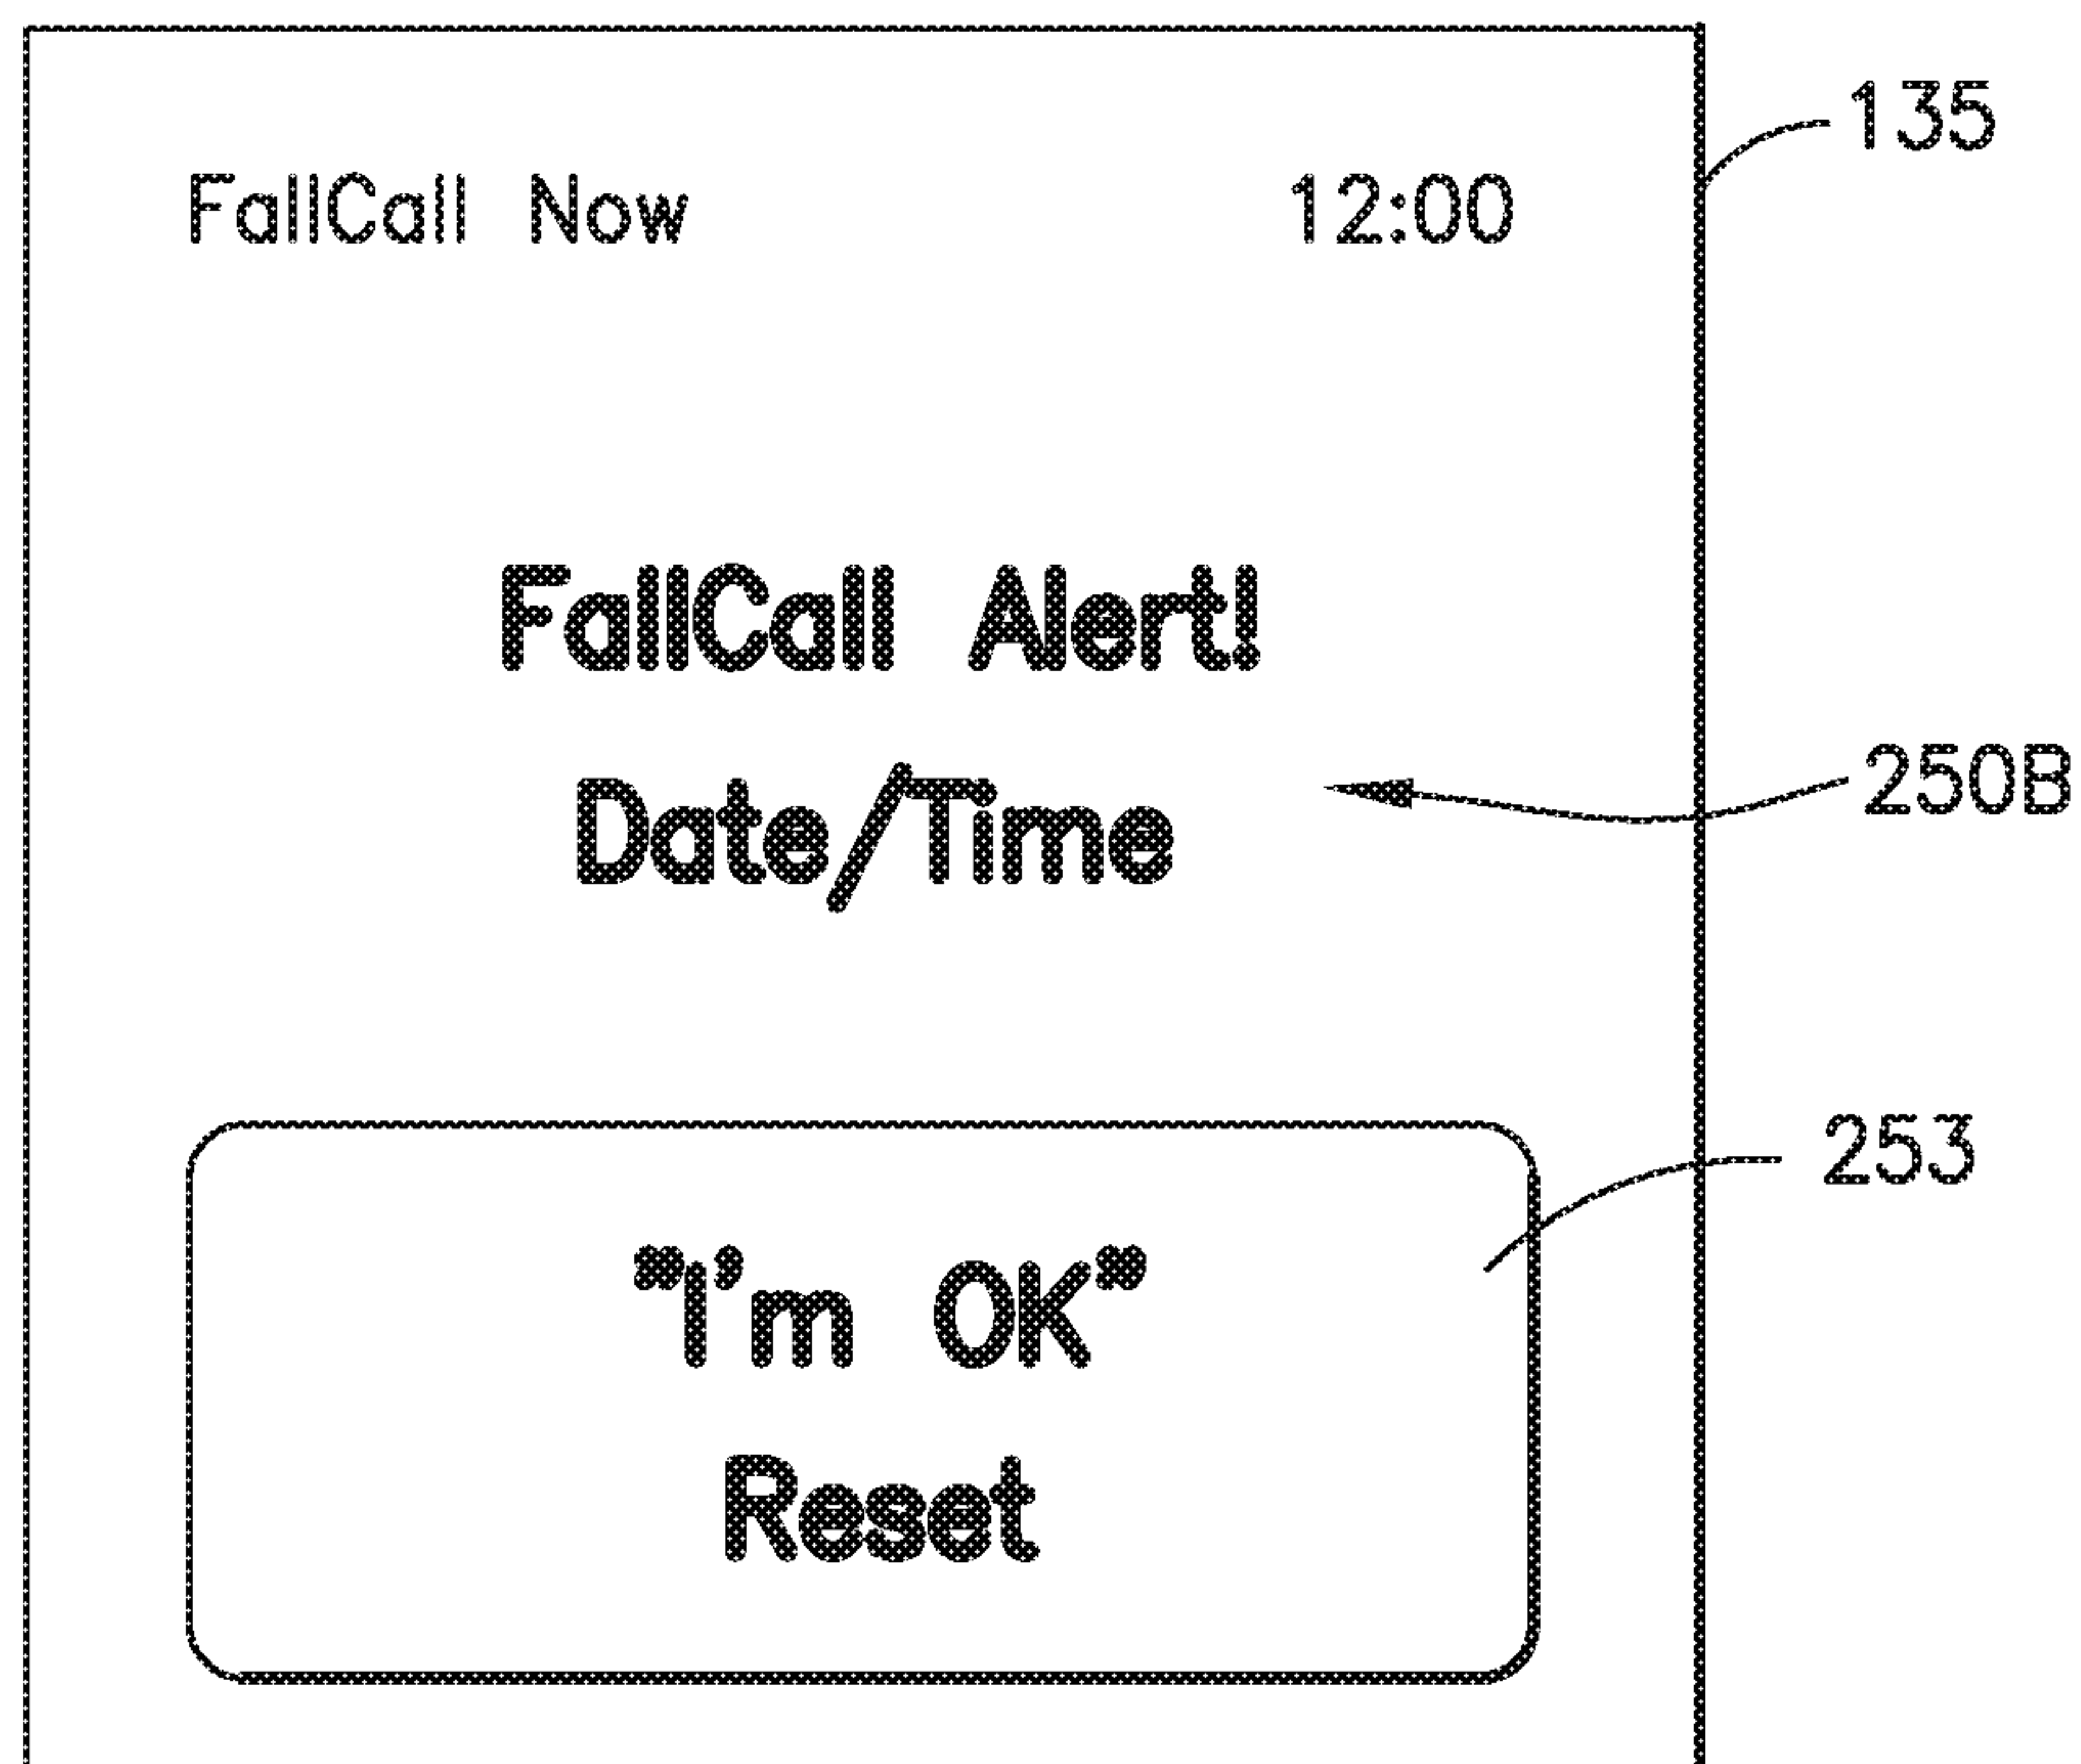 135
FallCall Now 12:00
FallCall Alert!
250B
Date/Time
253
"I'm OK"
Reset